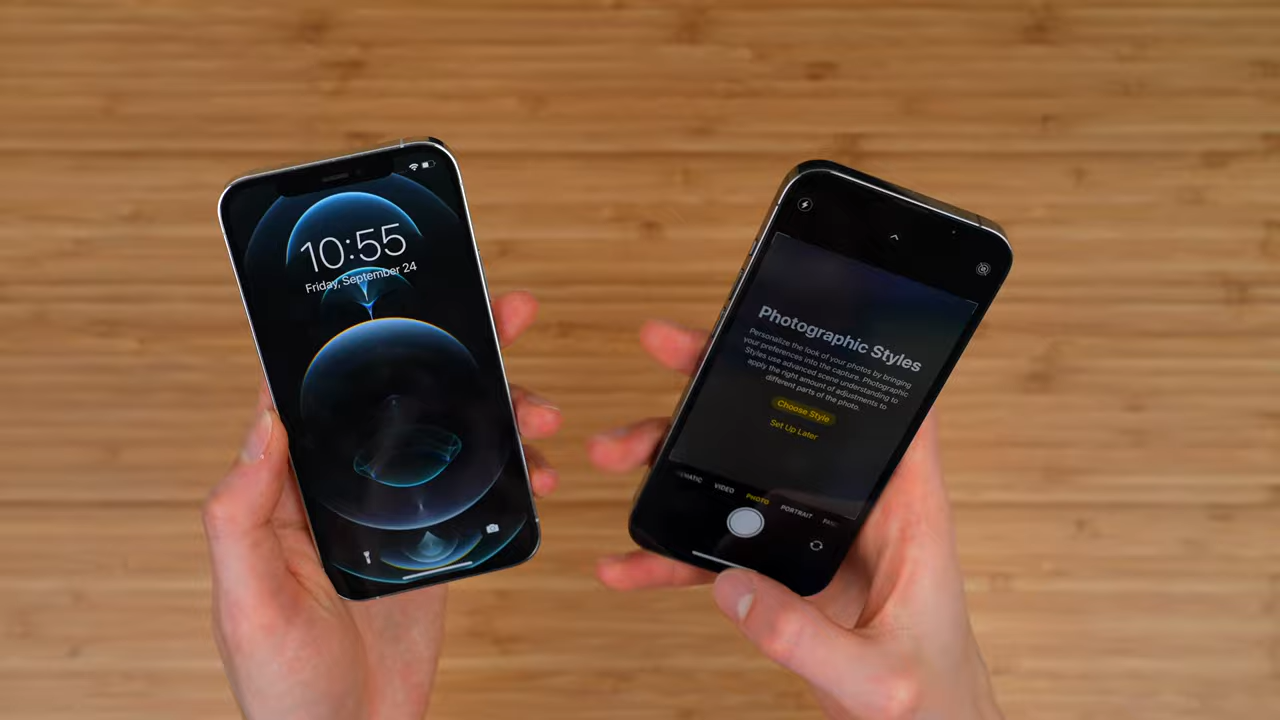 10:55
Friday, September 24
Photographic Styles
Personalize the look of your photos by bringing
your preferences into the capture. Photographic
Styles use advanced scene understanding to
apply the right amount of adjustments to
different parts of the photo.
Choose Style
Set Up Later
EMATIC VIDEO PHOTO PORTRAIT PAN